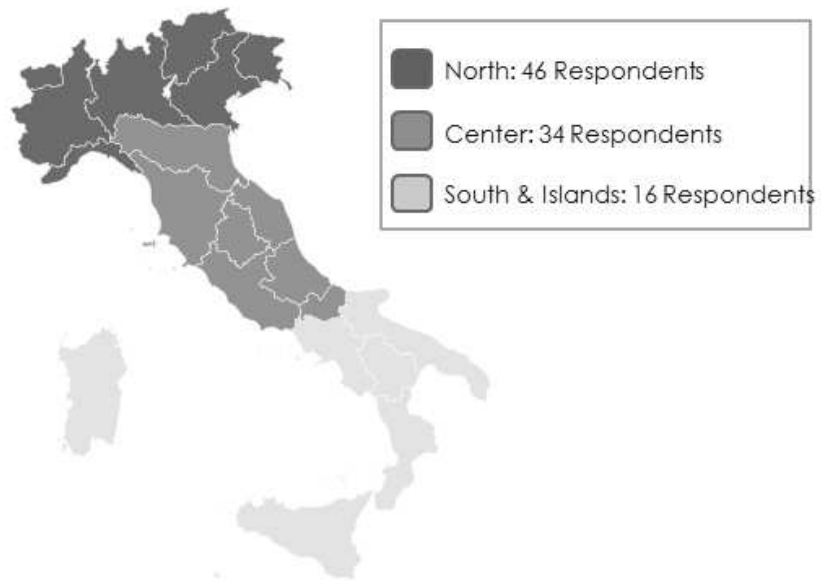 North: 46 Respondents
Center: 34 Respondents
South & Islands: 16 Respondents